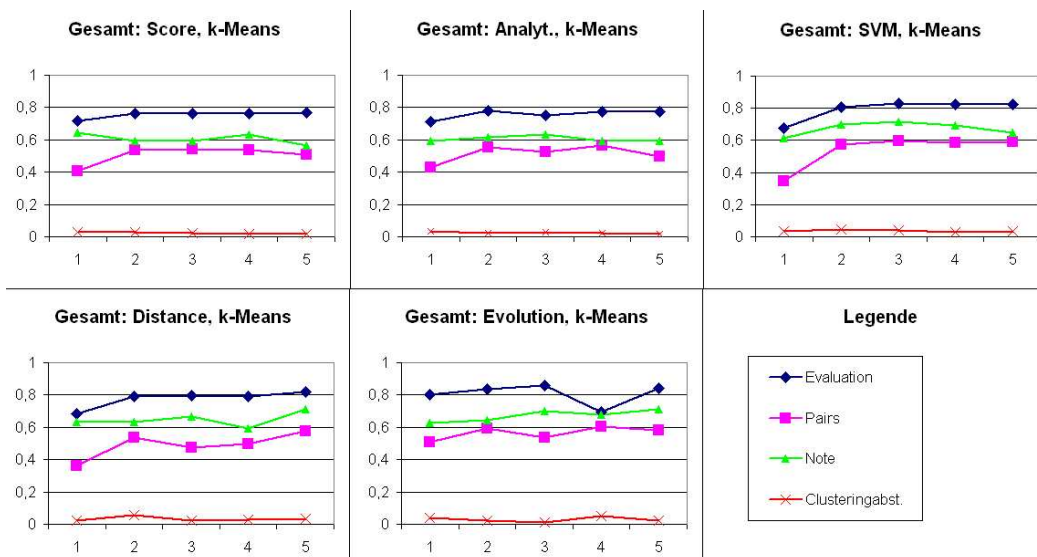 Gesamt: Score, k-Means
1
0,8
0,6
0,4
0,2
0
1 2 3 4 5
Gesamt: Analyt., k-Means
1
0,8
0,6
0,4
0,2
0
1 2 3 4 5
Gesamt: SVM, k-Means
1
0,8
0,6
0,4
0,2
0
1 2 3 4 5
Gesamt: Distance, k-Means
1
0,8
0,6
0,4
0,2
0
1 2 3 4 5
Gesamt: Evolution, k-Means
1
0,8
0,6
0,4
0,2
0
1 2 3 4 5
Legende
Evaluation
Pairs
Note
Clusteringabst.